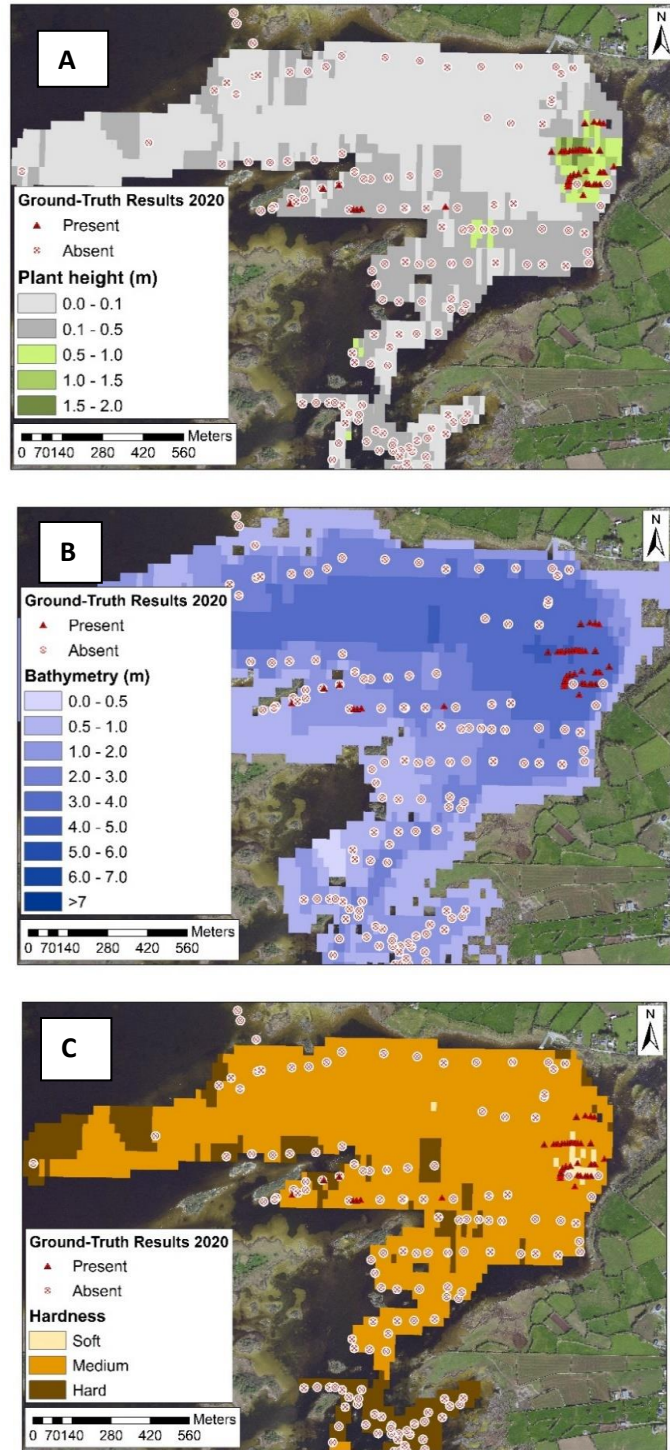 A
N
Ground-Truth Results 2020
Present
Absent
Plant height (m)
0.0 - 0.1
0.1 - 0.5
0.5 - 1.0
1.0 - 1.5
1.5 - 2.0
Meters
0 70140 280 420 560
B
N
Ground-Truth Results 2020
Present
Absent
Bathymetry (m)
0.0 - 0.5
0.5 - 1.0
1.0 - 2.0
2.0 - 3.0
3.0 - 4.0
4.0 - 5.0
5.0 - 6.0
6.0 - 7.0
>7
Meters
0 70140 280 420 560
C
N
Ground-Truth Results 2020
Present
Absent
Hardness
Soft
Medium
Hard
Meters
0 70140 280 420 560